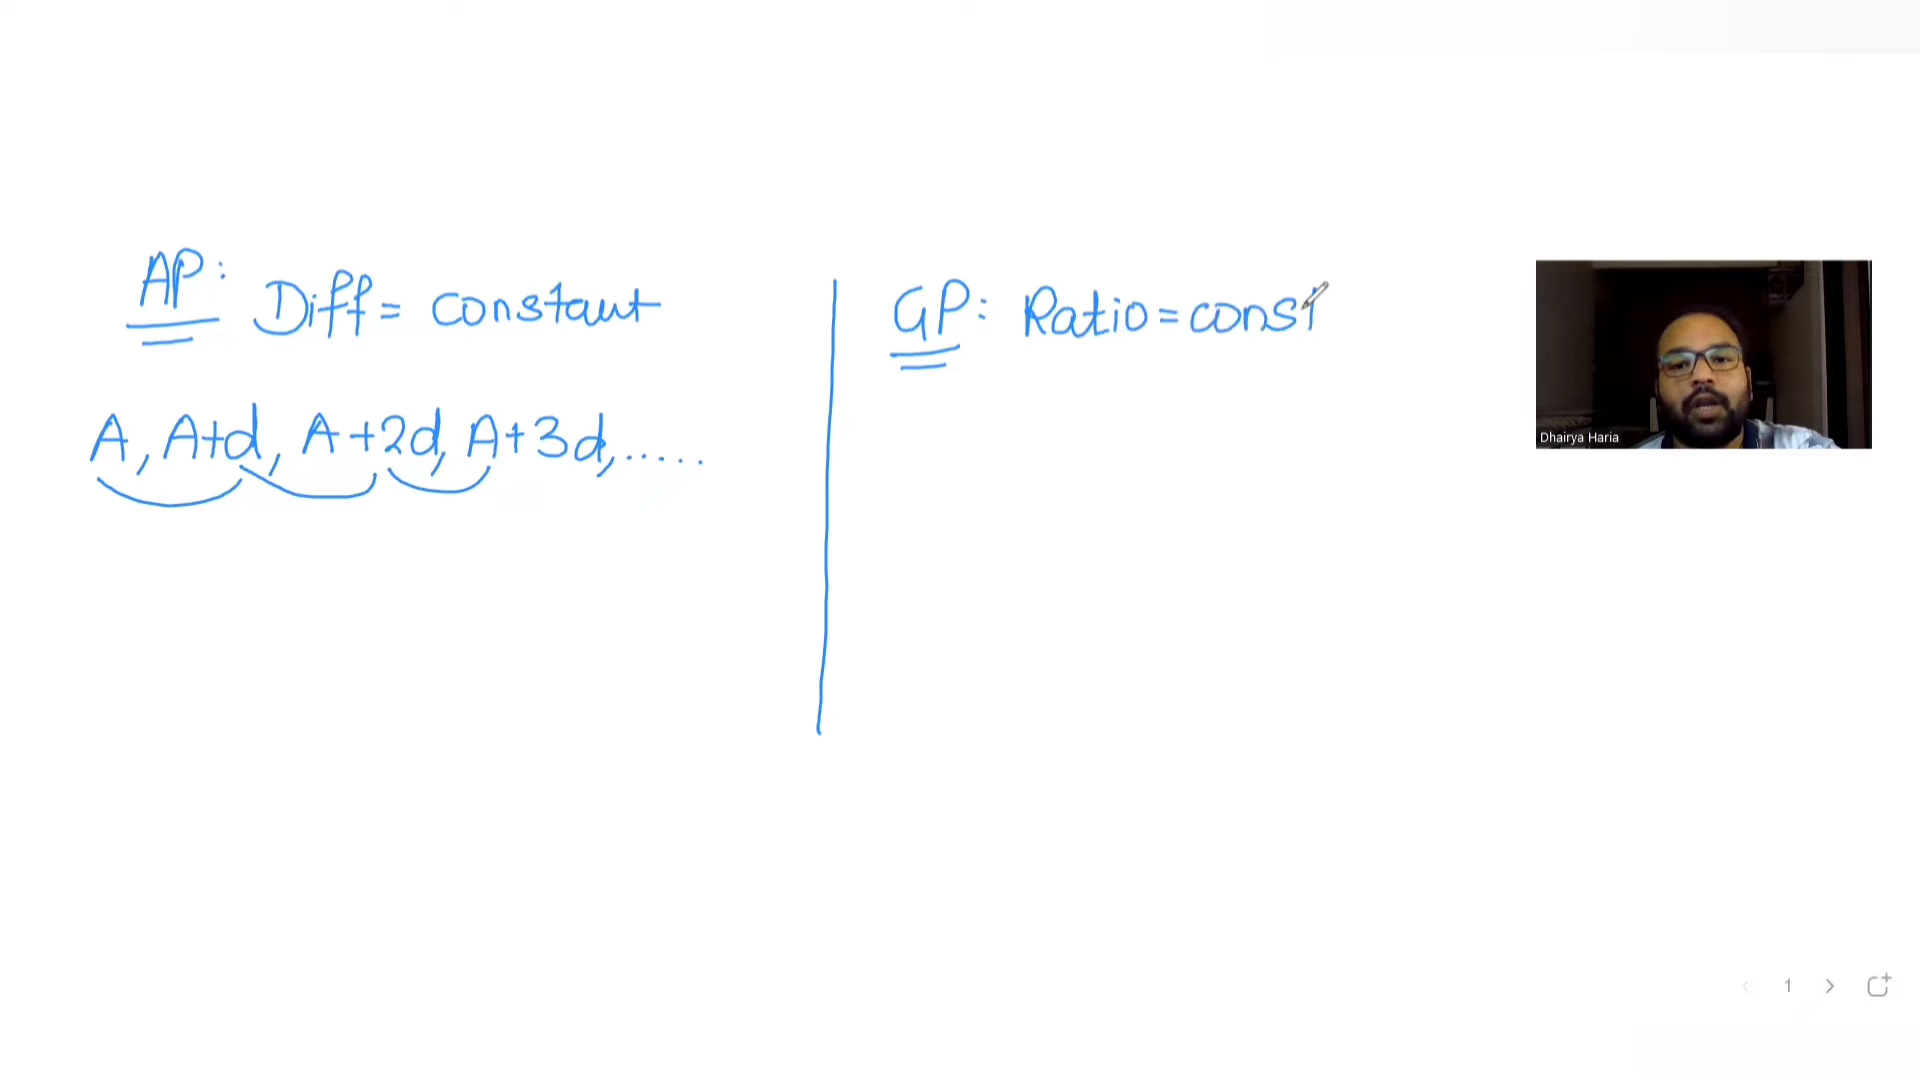 AP: Diff = constant
A, A+d, A+2d, A+3d, .....
GP: Ratio = const
Dhairya Haria
1